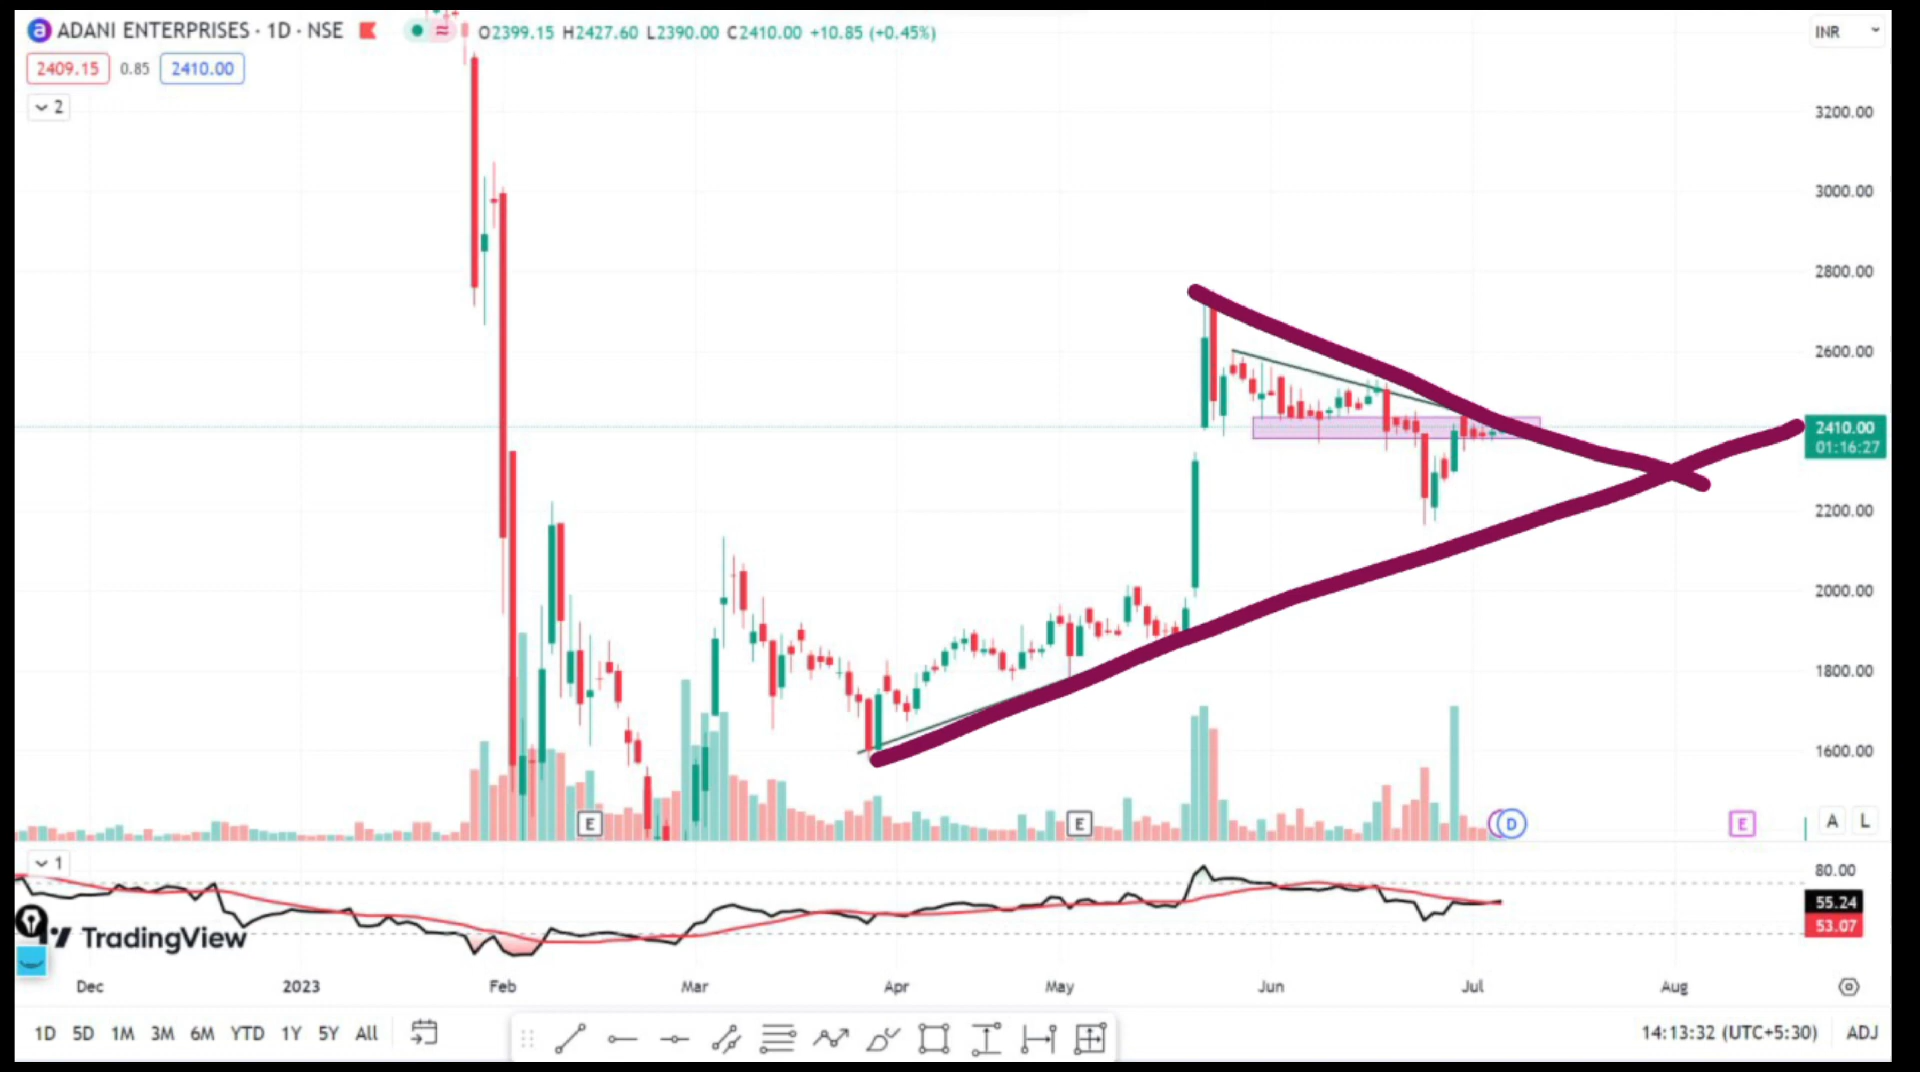 ADANI ENTERPRISES · 1D · NSE O2399.15 H2427.60 L2390.00 C2410.00 +10.85 (+0.45%) INR
2409.15 0.85 2410.00
2
3200.00
3000.00
2800.00
2600.00
2410.00
01:16:27
2200.00
2000.00
1800.00
1600.00
E E D E A L
1
80.00
55.24
53.07
TradingView
Dec 2023 Feb Mar Apr May Jun Jul Aug
1D 5D 1M 3M 6M YTD 1Y 5Y All 14:13:32 (UTC+5:30) ADJ